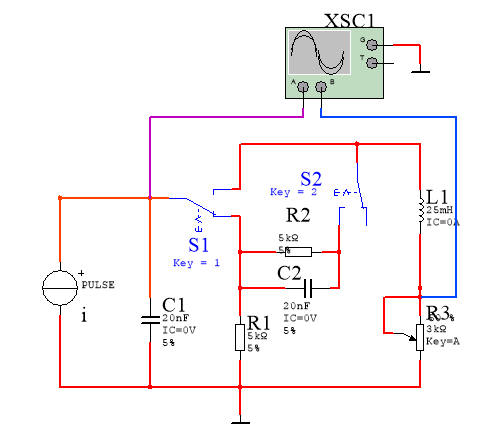 XSC1
G
T
A
B
S2
Key = 2
L1
25mH
IC=0A
R2
5kΩ
5%
S1
Key = 1
+
PULSE
i
C2
20nF
IC=0V
5%
C1
20nF
IC=0V
5%
R1
5kΩ
5%
R3
3kΩ
Key=A